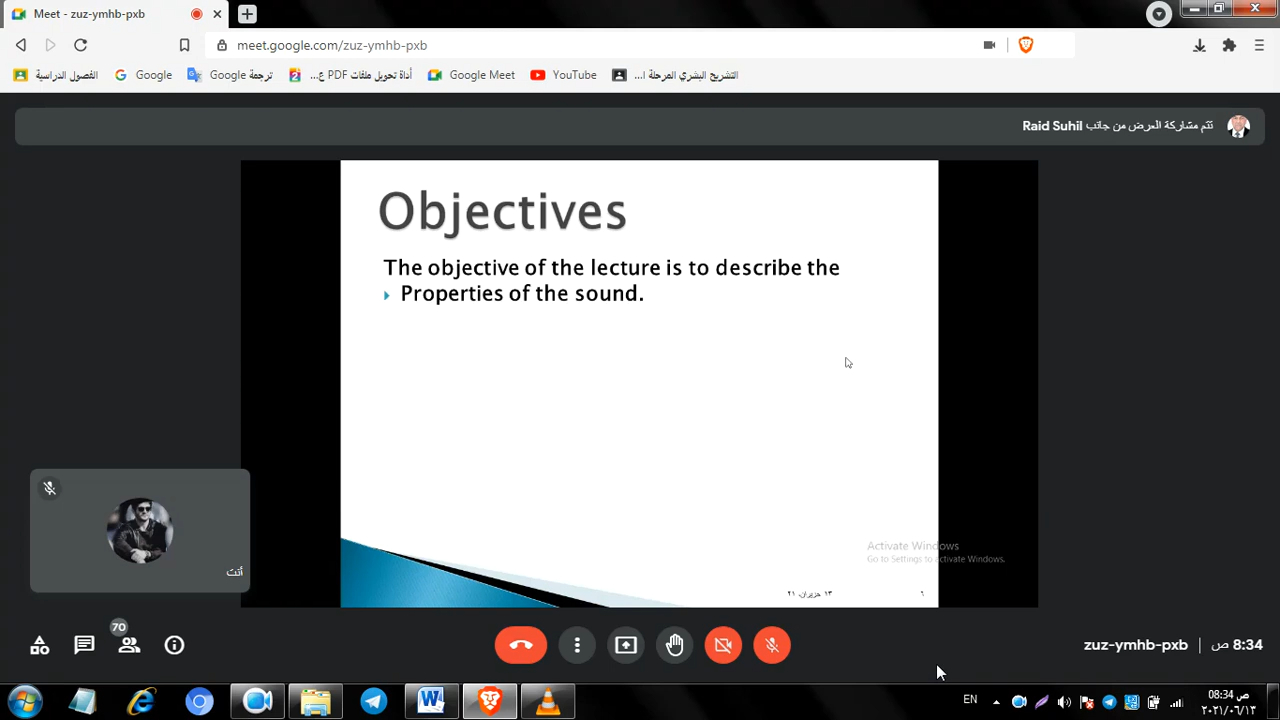 Meet - zuz-ymhb-pxb
meet.google.com/zuz-ymhb-pxb
الفصول الدراسية
Google
ترجمة Google
أداة تحويل ملفات PDF ع...
Google Meet
YouTube
التشريح البشري المرحلة ا...
تتم مشاركة العرض من جانب Raid Suhil
Objectives
The objective of the lecture is to describe the
Properties of the sound.
أنت
Activate Windows
Go to Settings to activate Windows.
١٣ حزيران، ٢١
٦
70
zuz-ymhb-pxb
8:34 ص
EN
08:34 ص
٢٠٢١/٠٦/١٣